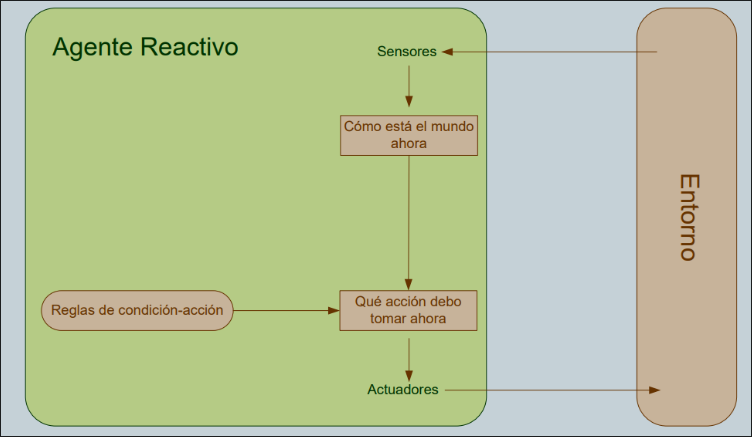 Agente Reactivo
Sensores
Cómo está el mundo
ahora
Entorno
Reglas de condición-acción
Qué acción debo
tomar ahora
Actuadores